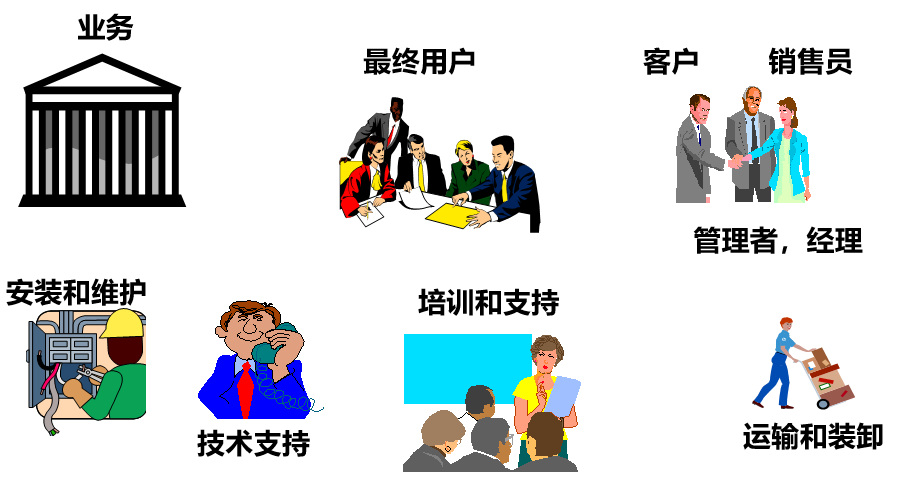 业务
最终用户
客户
销售员
管理者，经理
安装和维护
培训和支持
技术支持
运输和装卸